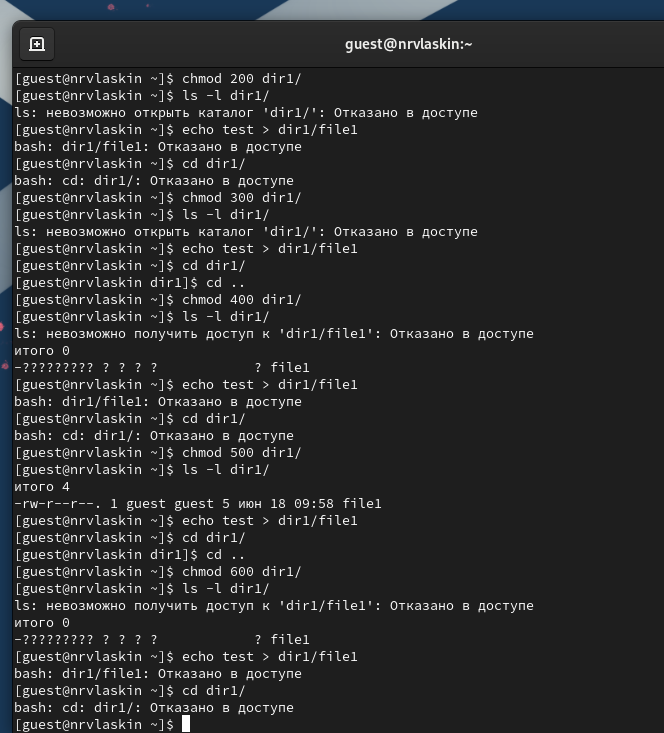 guest@nrvlaskin:~
[guest@nrvlaskin ~]$ chmod 200 dir1/
[guest@nrvlaskin ~]$ ls -l dir1/
ls: невозможно открыть каталог 'dir1/': Отказано в доступе
[guest@nrvlaskin ~]$ echo test > dir1/file1
bash: dir1/file1: Отказано в доступе
[guest@nrvlaskin ~]$ cd dir1/
bash: cd: dir1/: Отказано в доступе
[guest@nrvlaskin ~]$ chmod 300 dir1/
[guest@nrvlaskin ~]$ ls -l dir1/
ls: невозможно открыть каталог 'dir1/': Отказано в доступе
[guest@nrvlaskin ~]$ echo test > dir1/file1
[guest@nrvlaskin ~]$ cd dir1/
[guest@nrvlaskin dir1]$ cd ..
[guest@nrvlaskin ~]$ chmod 400 dir1/
[guest@nrvlaskin ~]$ ls -l dir1/
ls: невозможно получить доступ к 'dir1/file1': Отказано в доступе
итого 0
-????????? ? ? ? ?            ? file1
[guest@nrvlaskin ~]$ echo test > dir1/file1
bash: dir1/file1: Отказано в доступе
[guest@nrvlaskin ~]$ cd dir1/
bash: cd: dir1/: Отказано в доступе
[guest@nrvlaskin ~]$ chmod 500 dir1/
[guest@nrvlaskin ~]$ ls -l dir1/
итого 4
-rw-r--r--. 1 guest guest 5 июн 18 09:58 file1
[guest@nrvlaskin ~]$ echo test > dir1/file1
[guest@nrvlaskin ~]$ cd dir1/
[guest@nrvlaskin dir1]$ cd ..
[guest@nrvlaskin ~]$ chmod 600 dir1/
[guest@nrvlaskin ~]$ ls -l dir1/
ls: невозможно получить доступ к 'dir1/file1': Отказано в доступе
итого 0
-????????? ? ? ? ?            ? file1
[guest@nrvlaskin ~]$ echo test > dir1/file1
bash: dir1/file1: Отказано в доступе
[guest@nrvlaskin ~]$ cd dir1/
bash: cd: dir1/: Отказано в доступе
[guest@nrvlaskin ~]$